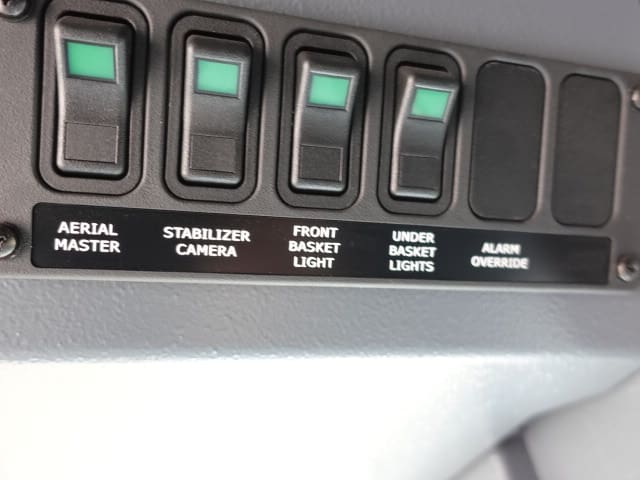 AERIAL
MASTER
STABILIZER
CAMERA
FRONT
BASKET
LIGHT
UNDER
BASKET
LIGHTS
ALARM
OVERRIDE